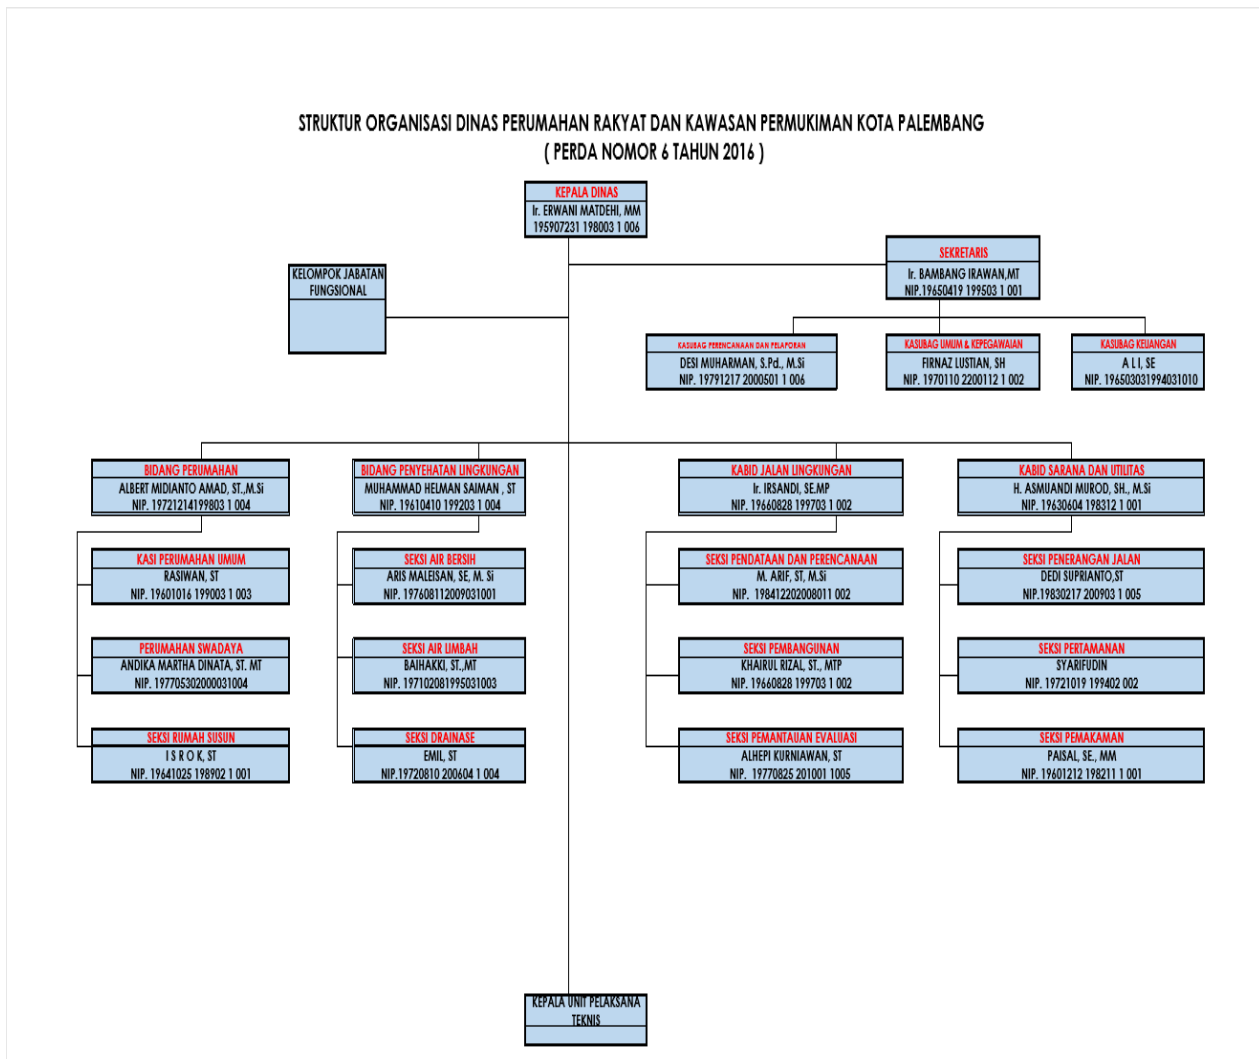 STRUKTUR ORGANISASI DINAS PERUMAHAN RAKYAT DAN KAWASAN PERMUKIMAN KOTA PALEMBANG
( PERDA NOMOR 6 TAHUN 2016 )
KEPALA DINAS
Ir. ERWANI MATDEHI, MM
195907231 198003 1 006
SEKRETARIS
Ir. BAMBANG IRAWAN,MT
NIP.19650419 199503 1 001
KELOMPOK JABATAN
FUNGSIONAL
KASUBAG PERENCANAAN DAN PELAPORAN
DESI MUHARMAN, S.Pd., M.Si
NIP. 19791217 2000501 1 006
KASUBAG UMUM & KEPEGAWAIAN
FIRNAZ LUSTIAN, SH
NIP. 1970110 2200112 1 002
KASUBAG KEUANGAN
A L I, SE
NIP. 196503031994031010
BIDANG PERUMAHAN
ALBERT MIDIANTO AMAD, ST.,M.Si
NIP. 19721214199803 1 004
BIDANG PENYEHATAN LINGKUNGAN
MUHAMMAD HELMAN SAIMAN , ST
NIP. 19610410 199203 1 004
KABID JALAN LINGKUNGAN
Ir. IRSANDI, SE.MP
NIP. 19660828 199703 1 002
KABID SARANA DAN UTILITAS
H. ASMUANDI MUROD, SH., M.Si
NIP. 19630604 198312 1 001
KASI PERUMAHAN UMUM
RASIWAN, ST
NIP. 19601016 199003 1 003
SEKSI AIR BERSIH
ARIS MALEISAN, SE, M. Si
NIP. 197608112009031001
SEKSI PENDATAAN DAN PERENCANAAN
M. ARIF, ST, M.Si
NIP. 198412202008011 002
SEKSI PENERANGAN JALAN
DEDI SUPRIANTO,ST
NIP.19830217 200903 1 005
PERUMAHAN SWADAYA
ANDIKA MARTHA DINATA, ST. MT
NIP. 197705302000031004
SEKSI AIR LIMBAH
BAIHAKKI, ST.,MT
NIP. 197102081995031003
SEKSI PEMBANGUNAN
KHAIRUL RIZAL, ST., MTP
NIP. 19660828 199703 1 002
SEKSI PERTAMANAN
SYARIFUDIN
NIP. 19721019 199402 002
SEKSI RUMAH SUSUN
I S R O K, ST
NIP. 19641025 198902 1 001
SEKSI DRAINASE
EMIL, ST
NIP.19720810 200604 1 004
SEKSI PEMANTAUAN EVALUASI
ALHEPI KURNIAWAN, ST
NIP. 19770825 201001 1005
SEKSI PEMAKAMAN
PAISAL, SE., MM
NIP. 19601212 198211 1 001
KEPALA UNIT PELAKSANA
TEKNIS